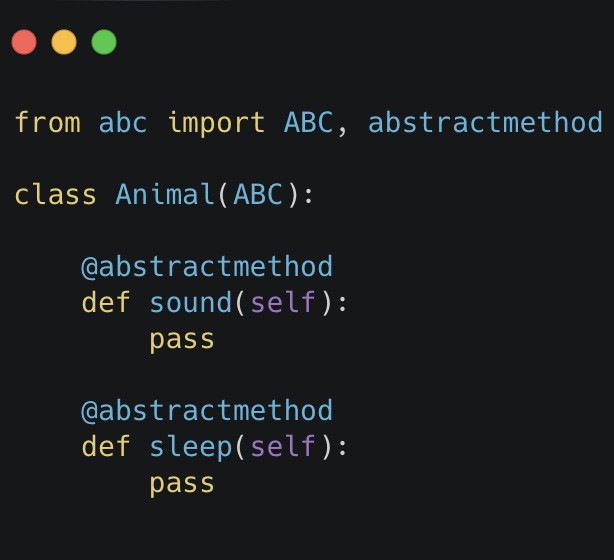 from abc import ABC, abstractmethod
class Animal(ABC):
    @abstractmethod
    def sound(self):
        pass
    @abstractmethod
    def sleep(self):
        pass